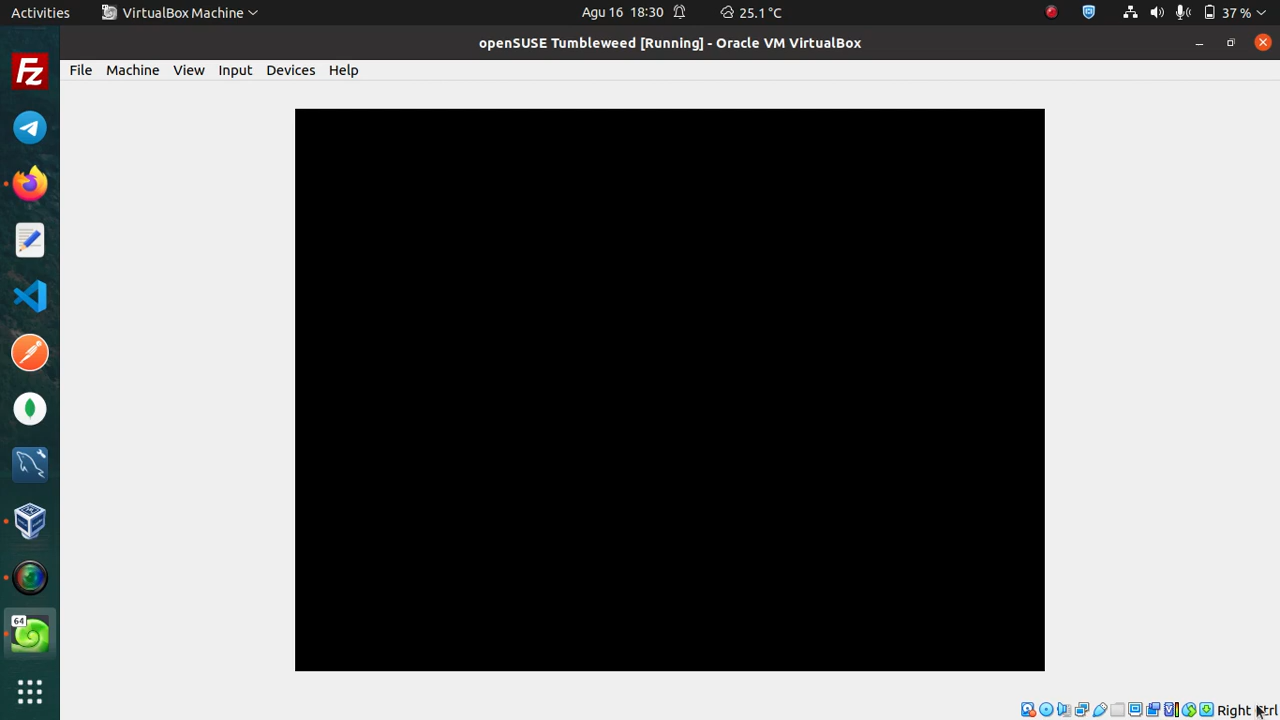 Activities VirtualBox Machine Agu 16 18:30 25.1 °C 37 %
openSUSE Tumbleweed [Running] - Oracle VM VirtualBox
File Machine View Input Devices Help
64
Right